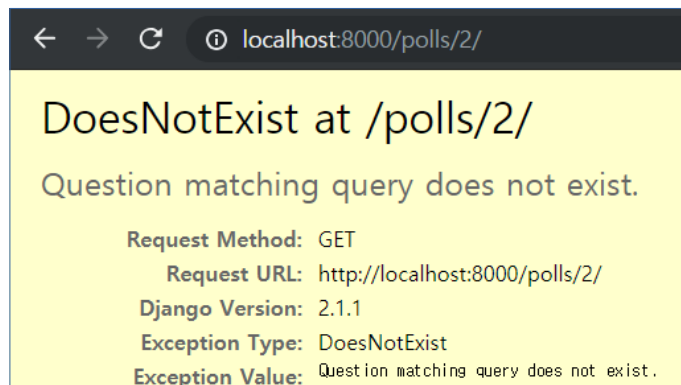 localhost:8000/polls/2/
DoesNotExist at /polls/2/
Question matching query does not exist.
Request Method: GET
Request URL: http://localhost:8000/polls/2/
Django Version: 2.1.1
Exception Type: DoesNotExist
Exception Value: Question matching query does not exist.